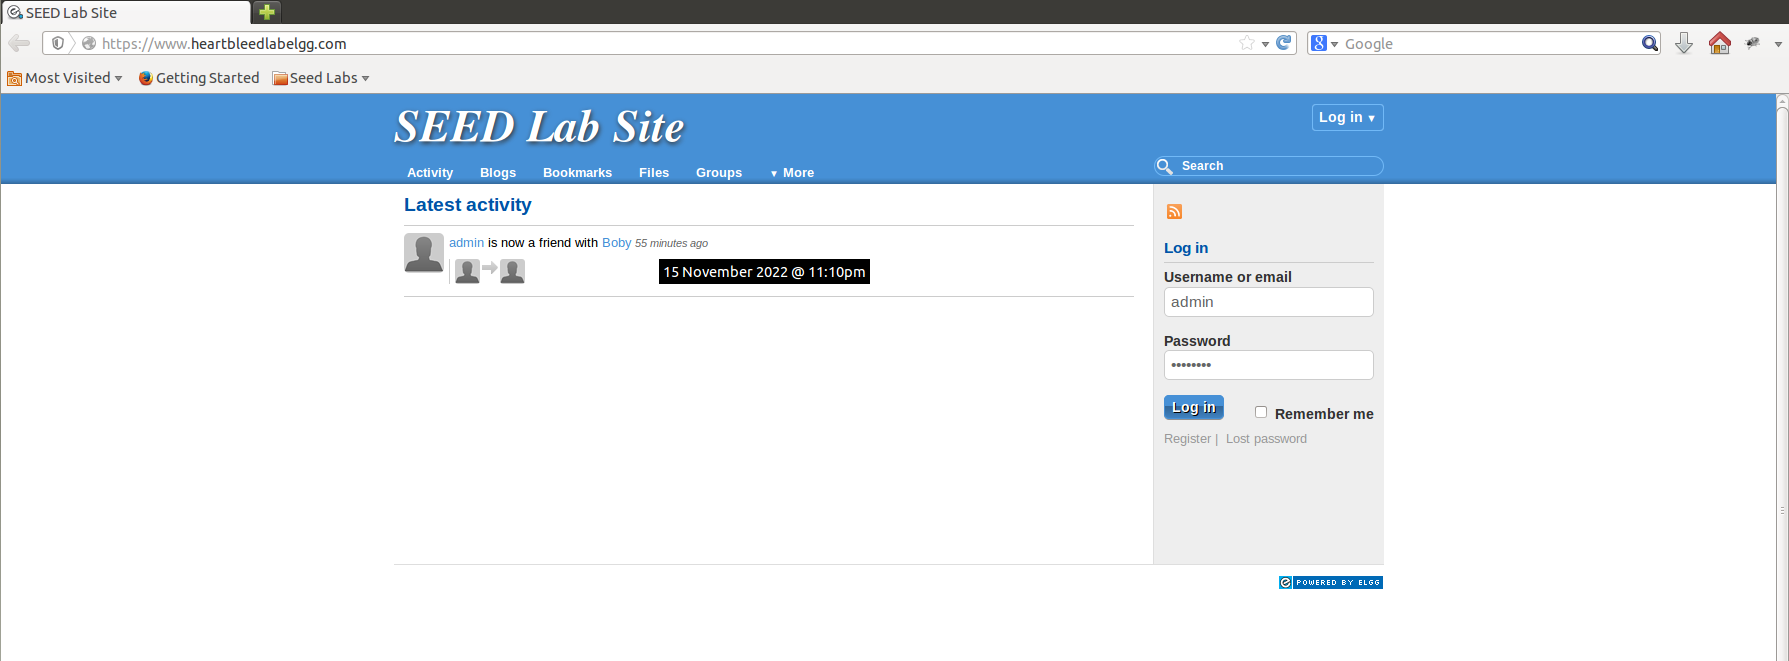 SEED Lab Site
https://www.heartbleedlabelgg.com
Google
Most Visited Getting Started Seed Labs
SEED Lab Site
Log in ▼
Activity Blogs Bookmarks Files Groups ▼ More
Search
Latest activity
admin is now a friend with Boby 55 minutes ago
15 November 2022 @ 11:10pm
Log in
Username or email
admin
Password
••••••••
Log in Remember me
Register | Lost password
POWERED BY ELGG